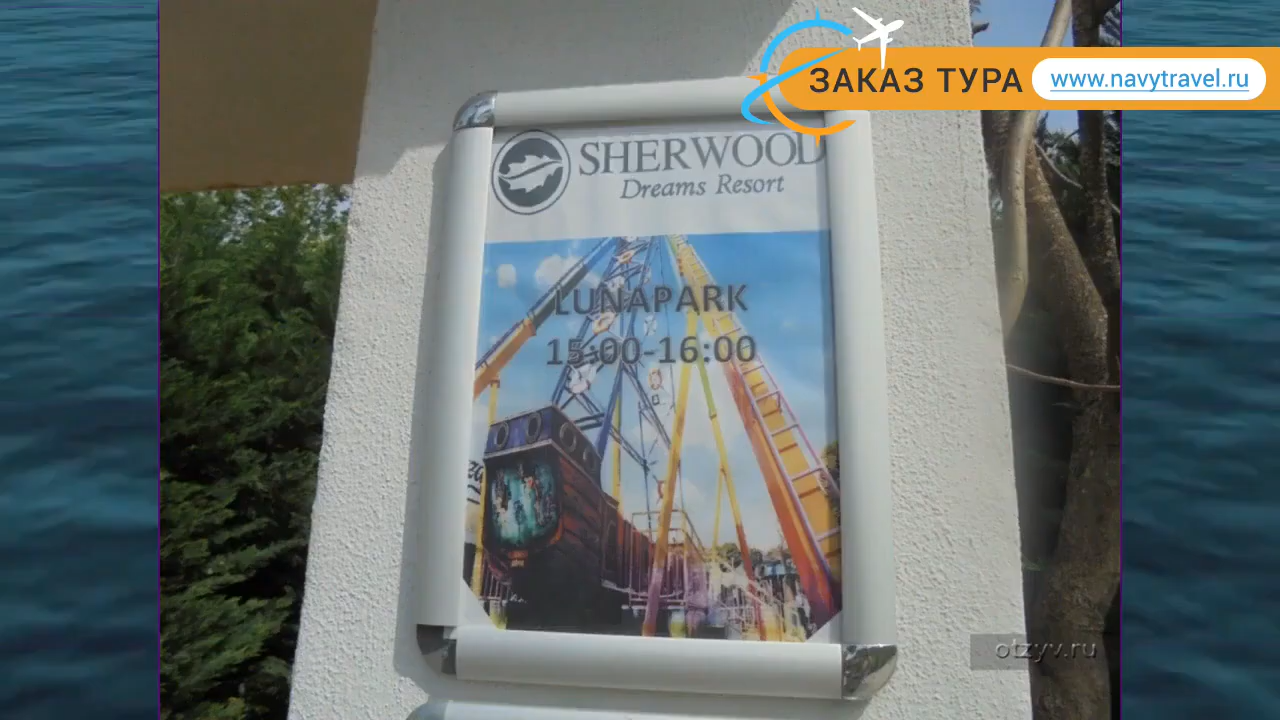 ЗАКАЗ ТУРА www.navytravel.ru
SHERWOOD
Dreams Resort
LUNAPARK
15:00-16:00
otzyv.ru